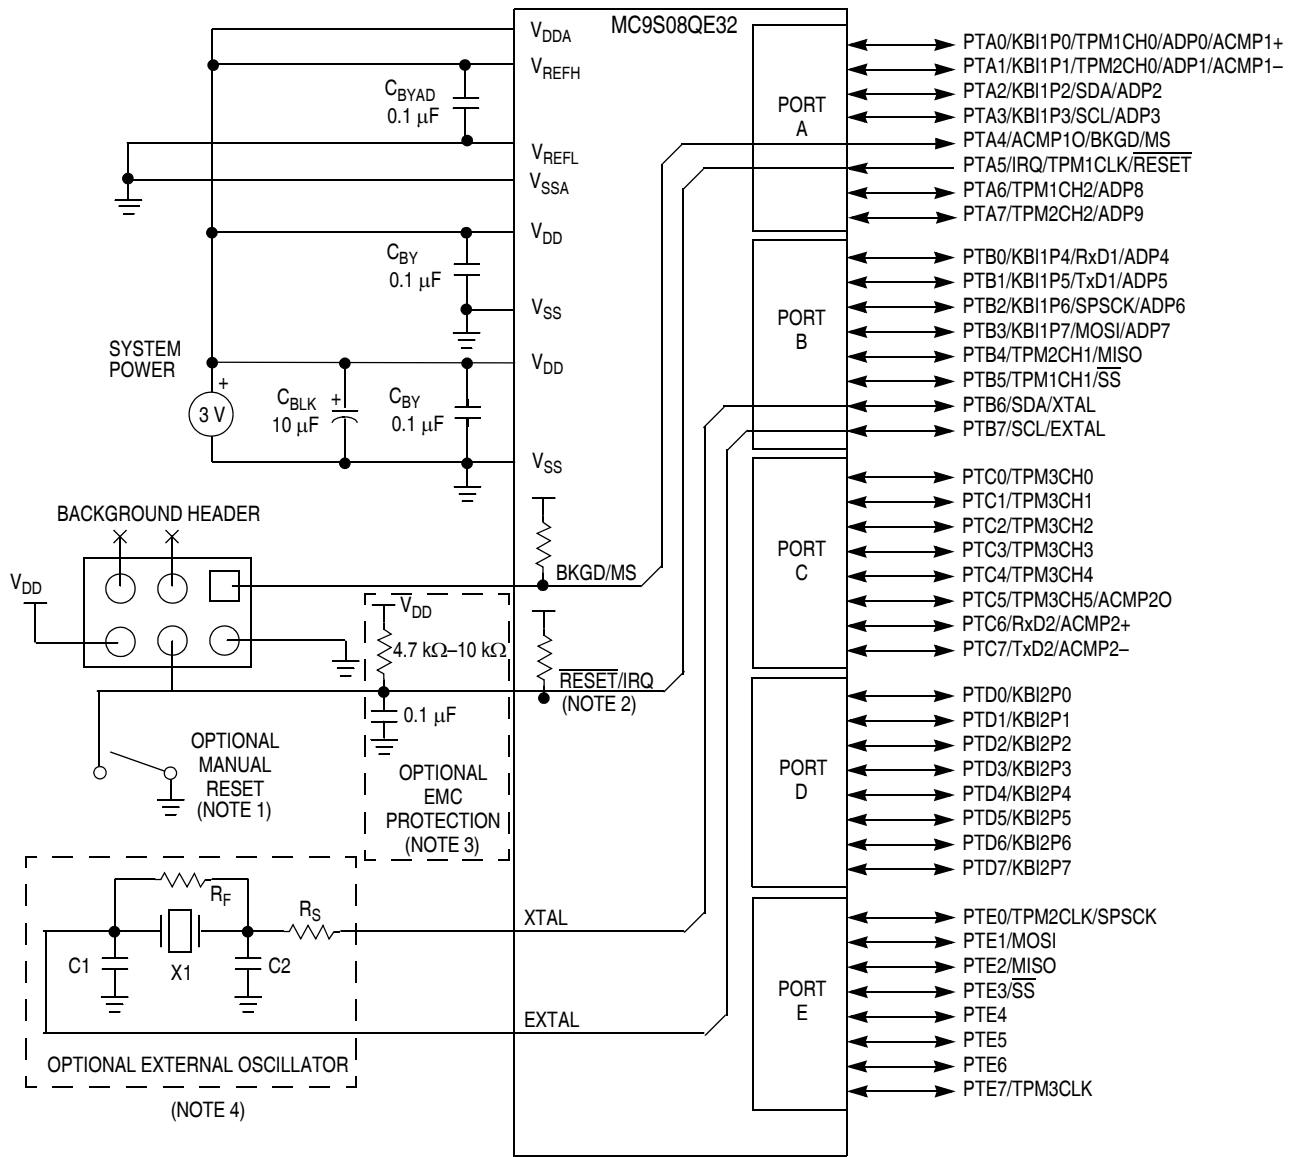 MC9S08QE32
VDDA
VREFH
CBYAD
0.1 μF
VREFL
VSSA
VDD
CBY
0.1 μF
VSS
SYSTEM
POWER
VDD
+
3 V
CBLK
+
10 μF
CBY
0.1 μF
VSS
BACKGROUND HEADER
VDD
BKGD/MS
VDD
4.7 kΩ–10 kΩ
RESET/IRQ
(NOTE 2)
0.1 μF
OPTIONAL
MANUAL
RESET
(NOTE 1)
OPTIONAL
EMC
PROTECTION
(NOTE 3)
RF
RS
XTAL
C1
X1
C2
EXTAL
OPTIONAL EXTERNAL OSCILLATOR
(NOTE 4)
PORT
A
PTA0/KBI1P0/TPM1CH0/ADP0/ACMP1+
PTA1/KBI1P1/TPM2CH0/ADP1/ACMP1–
PTA2/KBI1P2/SDA/ADP2
PTA3/KBI1P3/SCL/ADP3
PTA4/ACMP1O/BKGD/MS
PTA5/IRQ/TPM1CLK/RESET
PTA6/TPM1CH2/ADP8
PTA7/TPM2CH2/ADP9
PORT
B
PTB0/KBI1P4/RxD1/ADP4
PTB1/KBI1P5/TxD1/ADP5
PTB2/KBI1P6/SPSCK/ADP6
PTB3/KBI1P7/MOSI/ADP7
PTB4/TPM2CH1/MISO
PTB5/TPM1CH1/SS
PTB6/SDA/XTAL
PTB7/SCL/EXTAL
PORT
C
PTC0/TPM3CH0
PTC1/TPM3CH1
PTC2/TPM3CH2
PTC3/TPM3CH3
PTC4/TPM3CH4
PTC5/TPM3CH5/ACMP2O
PTC6/RxD2/ACMP2+
PTC7/TxD2/ACMP2–
PORT
D
PTD0/KBI2P0
PTD1/KBI2P1
PTD2/KBI2P2
PTD3/KBI2P3
PTD4/KBI2P4
PTD5/KBI2P5
PTD6/KBI2P6
PTD7/KBI2P7
PORT
E
PTE0/TPM2CLK/SPSCK
PTE1/MOSI
PTE2/MISO
PTE3/SS
PTE4
PTE5
PTE6
PTE7/TPM3CLK